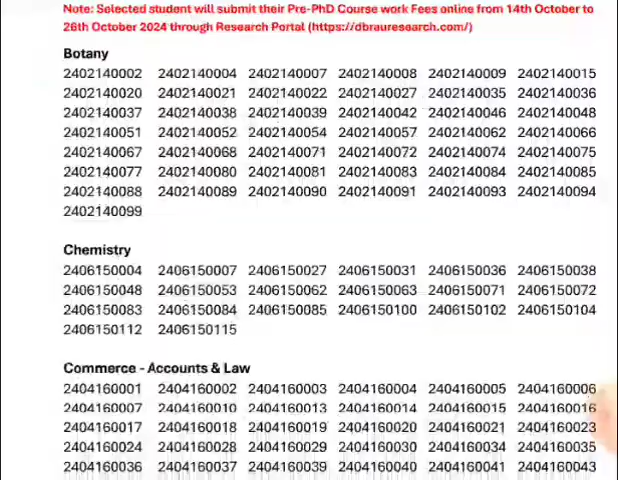 Note: Selected student will submit their Pre-PhD Course work Fees online from 14th October to
26th October 2024 through Research Portal (https://dbrauresearch.com/)
Botany
2402140002 2402140004 2402140007 2402140008 2402140009 2402140015
2402140020 2402140021 2402140022 2402140027 2402140035 2402140036
2402140037 2402140038 2402140039 2402140042 2402140046 2402140048
2402140051 2402140052 2402140054 2402140057 2402140062 2402140066
2402140067 2402140068 2402140071 2402140072 2402140074 2402140075
2402140077 2402140080 2402140081 2402140083 2402140084 2402140085
2402140088 2402140089 2402140090 2402140091 2402140093 2402140094
2402140099
Chemistry
2406150004 2406150007 2406150027 2406150031 2406150036 2406150038
2406150048 2406150053 2406150062 2406150063 2406150071 2406150072
2406150083 2406150084 2406150085 2406150100 2406150102 2406150104
2406150112 2406150115
Commerce - Accounts & Law
2404160001 2404160002 2404160003 2404160004 2404160005 2404160006
2404160007 2404160010 2404160013 2404160014 2404160015 2404160016
2404160017 2404160018 2404160019 2404160020 2404160021 2404160023
2404160024 2404160028 2404160029 2404160030 2404160034 2404160035
2404160036 2404160037 2404160039 2404160040 2404160041 2404160043